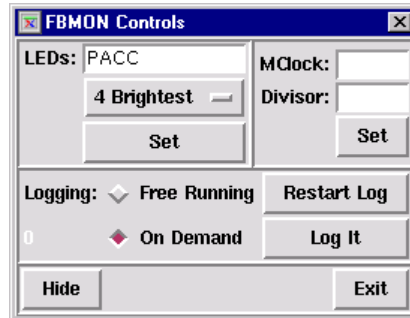 FBMON Controls
LEDs: PACC
4 Brightest
Set
MClock:
Divisor:
Set
Logging: Free Running Restart Log
0 On Demand Log It
Hide Exit